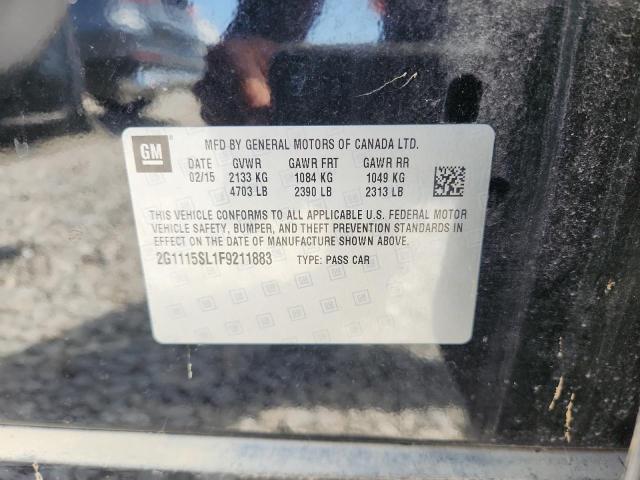 GM
MFD BY GENERAL MOTORS OF CANADA LTD.
DATE GVWR GAWR FRT GAWR RR
02/15 2133 KG 1084 KG 1049 KG
4703 LB 2390 LB 2313 LB
THIS VEHICLE CONFORMS TO ALL APPLICABLE U.S. FEDERAL MOTOR
VEHICLE SAFETY, BUMPER, AND THEFT PREVENTION STANDARDS IN
EFFECT ON THE DATE OF MANUFACTURE SHOWN ABOVE.
2G1115SL1F9211883 TYPE: PASS CAR